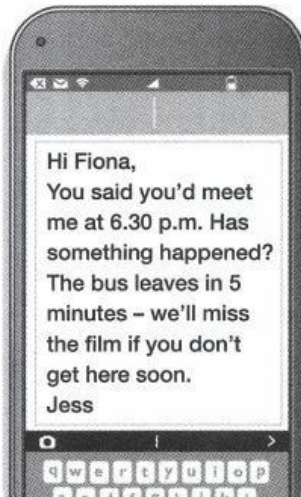 Hi Fiona,
You said you'd meet
me at 6.30 p.m. Has
something happened?
The bus leaves in 5
minutes – we'll miss
the film if you don't
get here soon.
Jess
q w e r t y u i o p